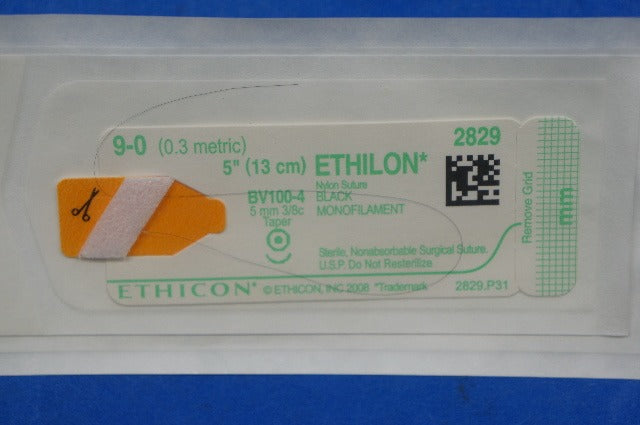 9-0 (0.3 metric)
2829
5" (13 cm) ETHILON*
Nylon Suture
BV100-4 BLACK
5 mm 3/8c MONOFILAMENT
Taper
Sterile, Nonabsorbable Surgical Suture.
U.S.P. Do Not Resterilize
ETHICON* © ETHICON, INC 2008 *Trademark 2829.P31
Remove Grid
mm